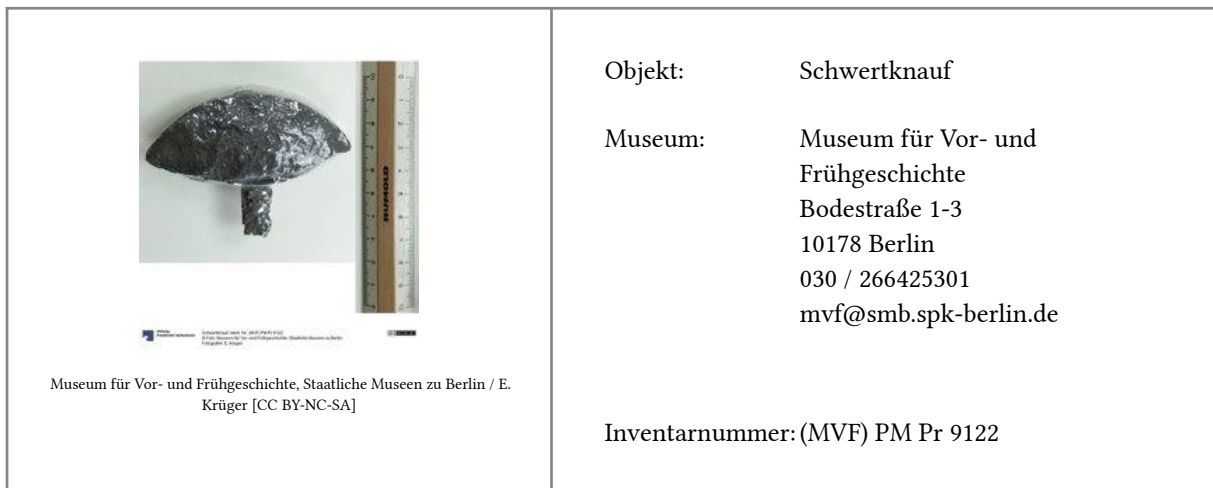 RUMOLD
Museum für Vor- und Frühgeschichte, Staatliche Museen zu Berlin / E.
Krüger [CC BY-NC-SA]
Objekt: Schwertknauf
Museum: Museum für Vor- und
Frühgeschichte
Bodestraße 1-3
10178 Berlin
030 / 266425301
mvf@smb.spk-berlin.de
Inventarnummer: (MVF) PM Pr 9122